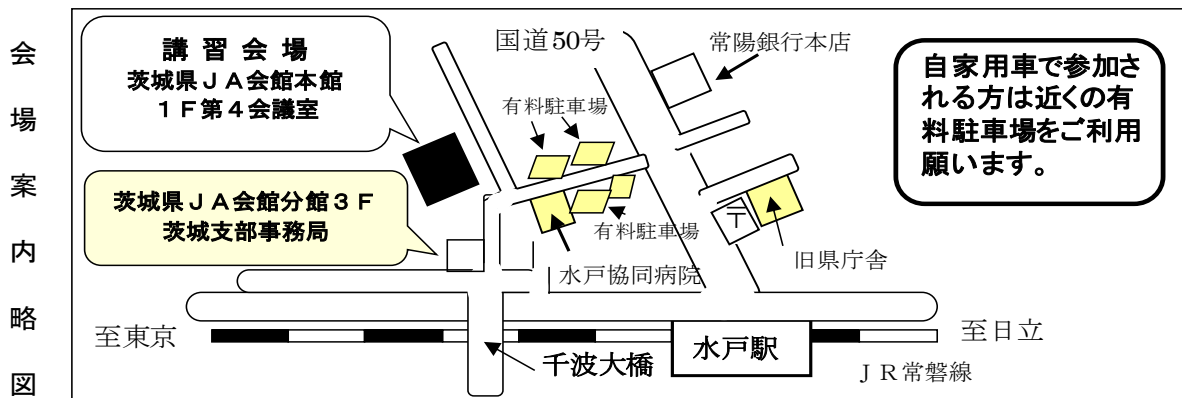 会場案内略図
講 習 会 場
茨城県ＪＡ会館本館
１Ｆ第４会議室
国道50号
常陽銀行本店
自家用車で参加さ
れる方は近くの有
料駐車場をご利用
願います。
有料駐車場
茨城県ＪＡ会館分館３Ｆ
茨城支部事務局
有料駐車場
〒
旧県庁舎
水戸協同病院
至東京
千波大橋
水戸駅
至日立
ＪＲ常磐線